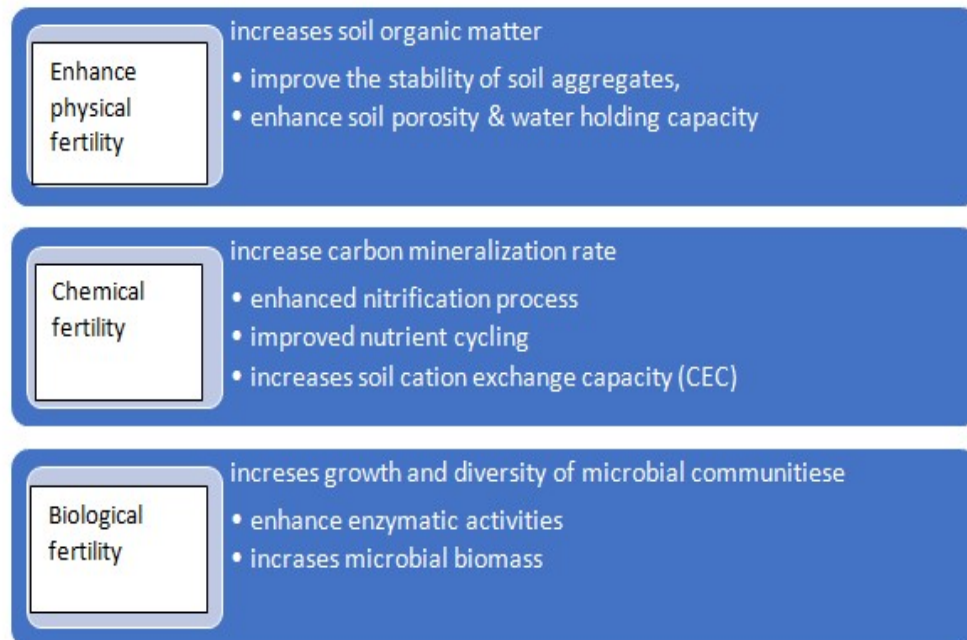 Enhance
physical
fertility
increases soil organic matter
• improve the stability of soil aggregates,
• enhance soil porosity & water holding capacity
Chemical
fertility
increase carbon mineralization rate
• enhanced nitrification process
• improved nutrient cycling
• increases soil cation exchange capacity (CEC)
Biological
fertility
increses growth and diversity of microbial communitiese
• enhance enzymatic activities
• incrases microbial biomass